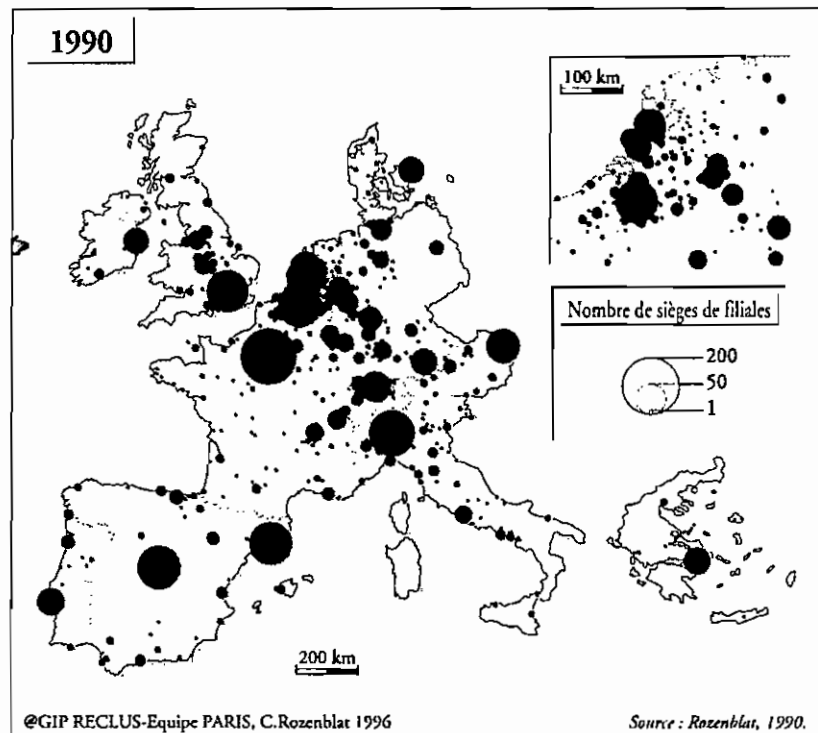 1990
100 km
Nombre de sièges de filiales
200
50
1
200 km
@GIP RECLUS-Equipe PARIS, C.Rozenblat 1996
Source : Rozenblat, 1990.